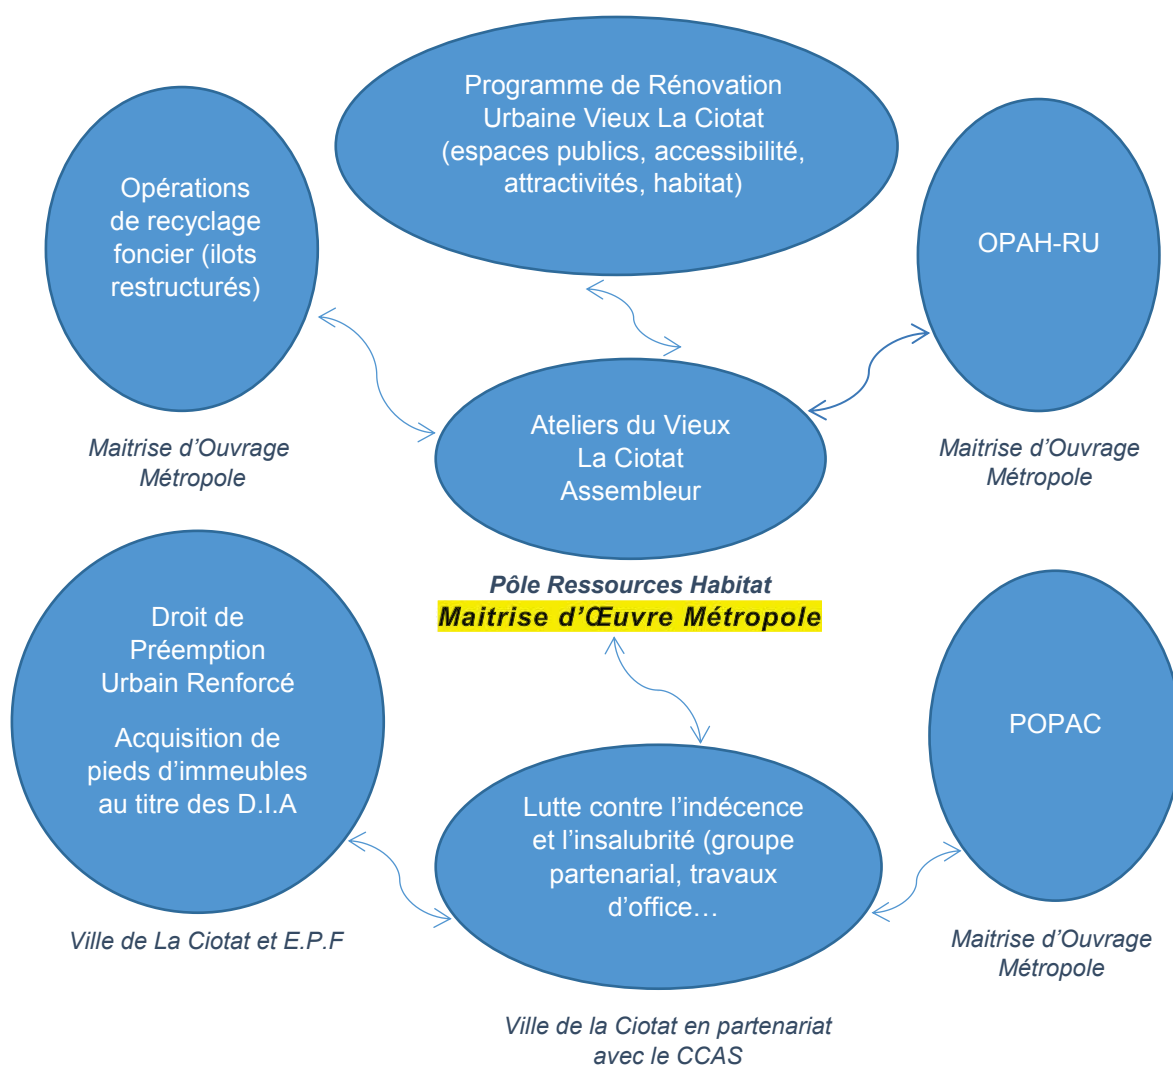 Programme de Rénovation
Urbaine Vieux La Ciotat
(espaces publics, accessibilité,
attractivités, habitat)
Opérations
de recyclage
foncier (ilots
restructurés)
OPAH-RU
Maitrise d’Ouvrage
Métropole
Ateliers du Vieux
La Ciotat
Assembleur
Maitrise d’Ouvrage
Métropole
Pôle Ressources Habitat
Maitrise d’Œuvre Métropole
Droit de
Préemption
Urbain Renforcé
Acquisition de
pieds d’immeubles
au titre des D.I.A
POPAC
Lutte contre l’indécence
et l’insalubrité (groupe
partenarial, travaux
d’office…
Ville de La Ciotat et E.P.F
Maitrise d’Ouvrage
Métropole
Ville de la Ciotat en partenariat
avec le CCAS